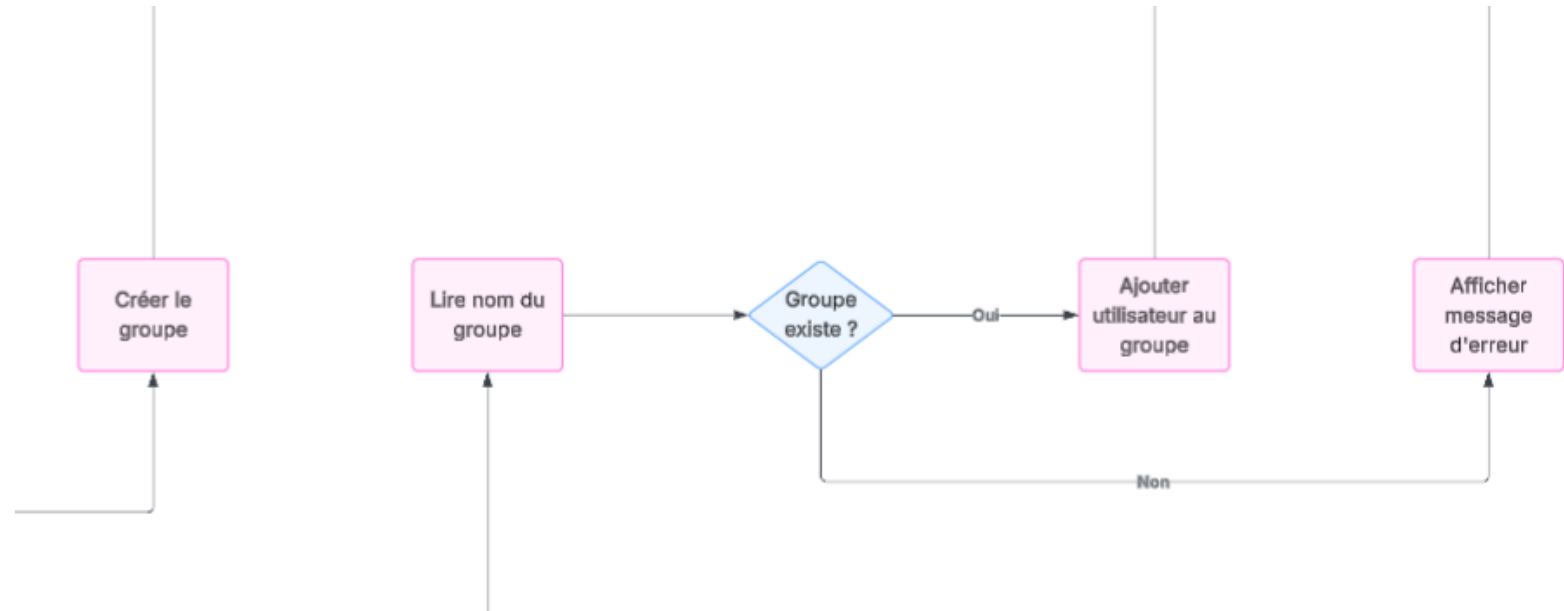 Créer le
groupe
Lire nom du
groupe
Groupe
existe ?
Oui
Ajouter
utilisateur au
groupe
Afficher
message
d'erreur
Non